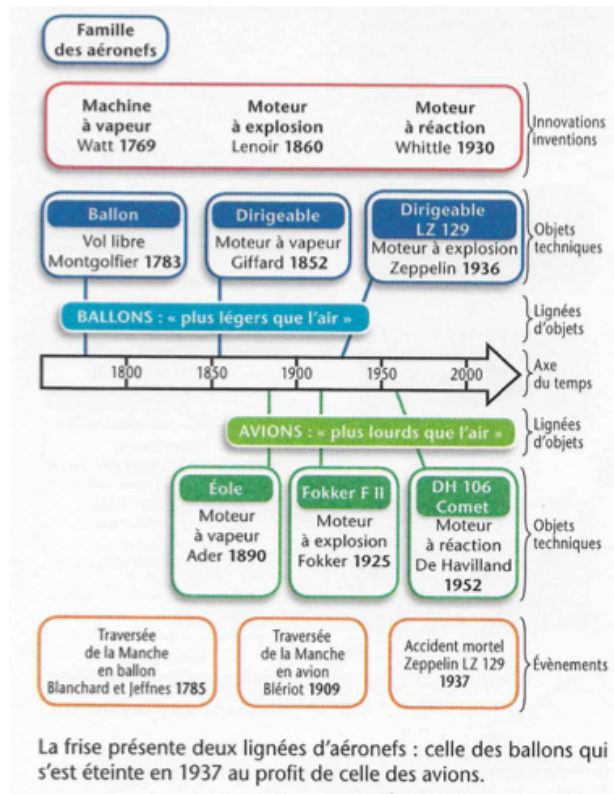 Famille
des aéronefs
Machine
à vapeur
Watt 1769
Moteur
à explosion
Lenoir 1860
Moteur
à réaction
Whittle 1930
Innovations
inventions
Ballon
Vol libre
Montgolfier 1783
Dirigeable
Moteur à vapeur
Giffard 1852
Dirigeable
LZ 129
Moteur à explosion
Zeppelin 1936
Objets
techniques
BALLONS : « plus légers que l'air »
Lignées
d'objets
1800
1850
1900
1950
2000
Axe
du temps
AVIONS : « plus lourds que l'air »
Lignées
d'objets
Éole
Moteur
à vapeur
Ader 1890
Fokker F II
Moteur
à explosion
Fokker 1925
DH 106
Comet
Moteur
à réaction
De Havilland
1952
Objets
techniques
Traversée
de la Manche
en ballon
Blanchard et Jeffnes 1785
Traversée
de la Manche
en avion
Blériot 1909
Accident mortel
Zeppelin LZ 129
1937
Évènements
La frise présente deux lignées d'aéronefs : celle des ballons qui
s'est éteinte en 1937 au profit de celle des avions.